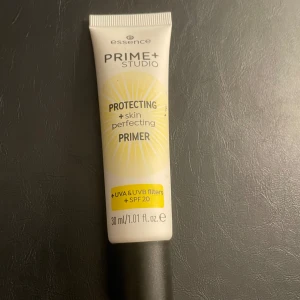 essence
PRIME+
STUDIO
PROTECTING
+ skin
perfecting
PRIMER
+ UVA & UVB filters
+ SPF 20
30 ml/1.01 fl.oz.℮